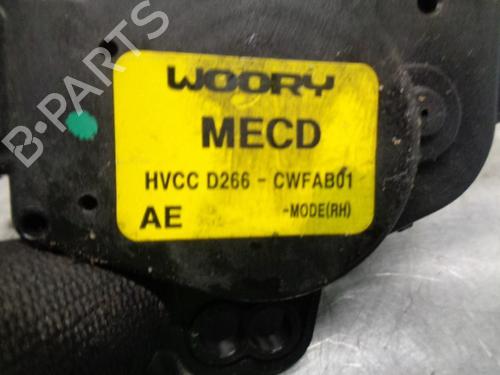 WOORY
MECD
HVCC D266 - CWFAB01
AE -MODE(RH)
B-PARTS